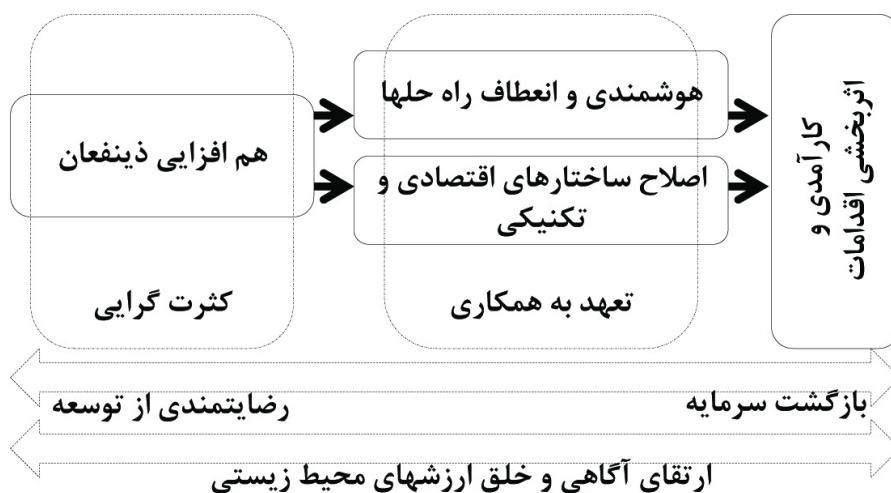 هم افزایی ذینفعان
کثرت گرایی
هوشمندی و انعطاف راه حلها
اصلاح ساختارهای اقتصادی و
تکنیکی
تعهد به همکاری
کارآمدی و
اثربخشی اقدامات
بازگشت سرمایه
رضایتمندی از توسعه
ارتقای آگاهی و خلق ارزشهای محیط زیستی